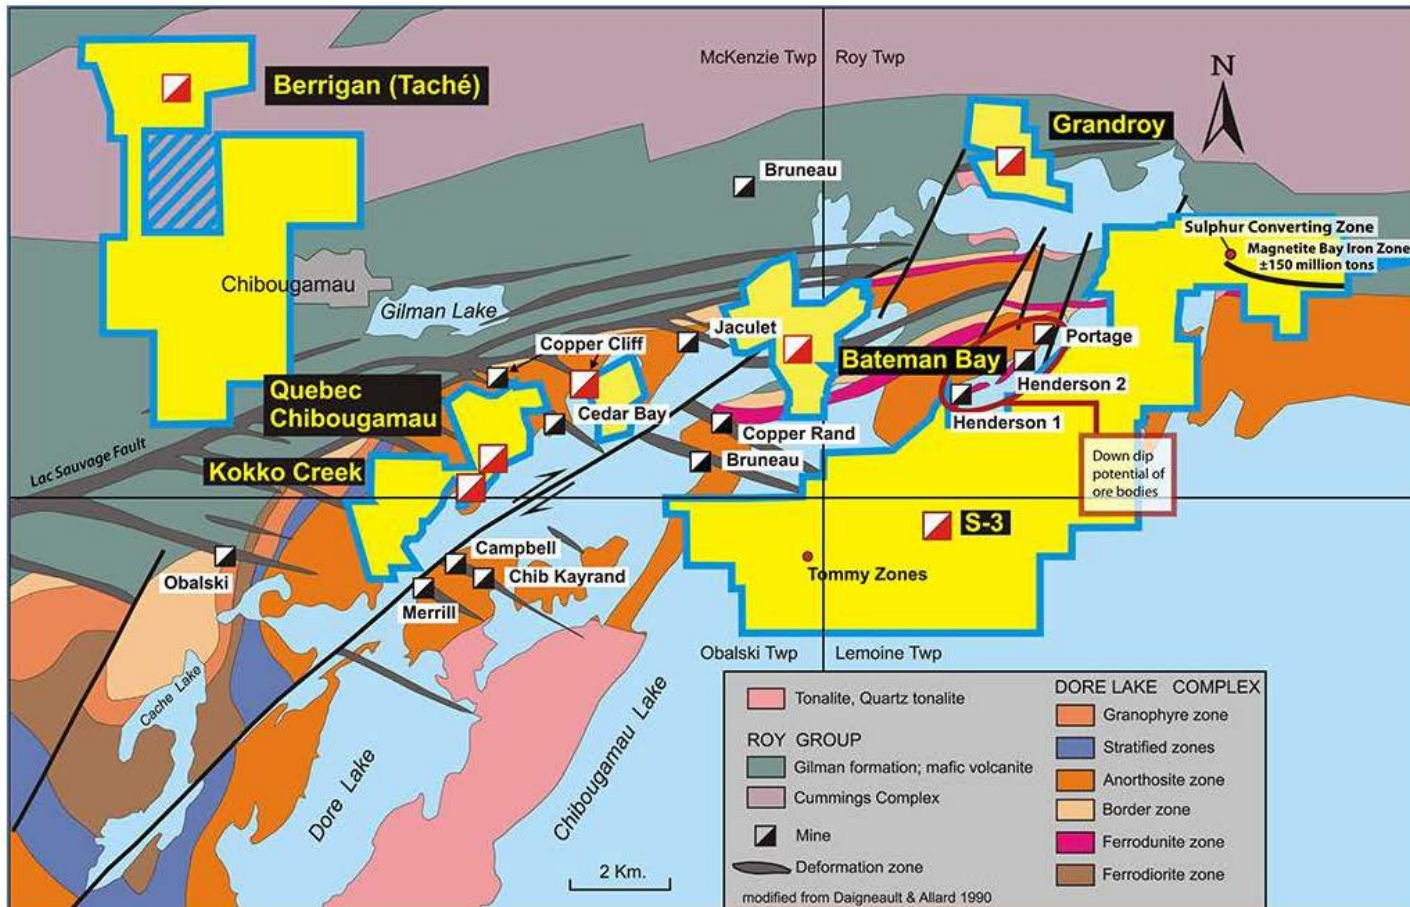 McKenzie Twp
Roy Twp
N
Berrigan (Taché)
Grandroy
Bruneau
Sulphur Converting Zone
Magnetite Bay Iron Zone
±150 million tons
Chibougamau
Gilman Lake
Jaculet
Copper Cliff
Portage
Bateman Bay
Henderson 2
Quebec
Chibougamau
Cedar Bay
Henderson 1
Copper Rand
Lac Sauvage Fault
Kokko Creek
Bruneau
Down dip
potential of
ore bodies
S-3
Campbell
Obalski
Chib Kayrand
Tommy Zones
Merrill
Obalski Twp
Lemoine Twp
Cache Lake
Dore Lake
Chibougamau Lake
2 Km.
Tonalite, Quartz tonalite
ROY GROUP
Gilman formation; mafic volcanite
Cummings Complex
Mine
Deformation zone
modified from Daigneault & Allard 1990
DORE LAKE COMPLEX
Granophyre zone
Stratified zones
Anorthosite zone
Border zone
Ferrodunite zone
Ferrodiorite zone